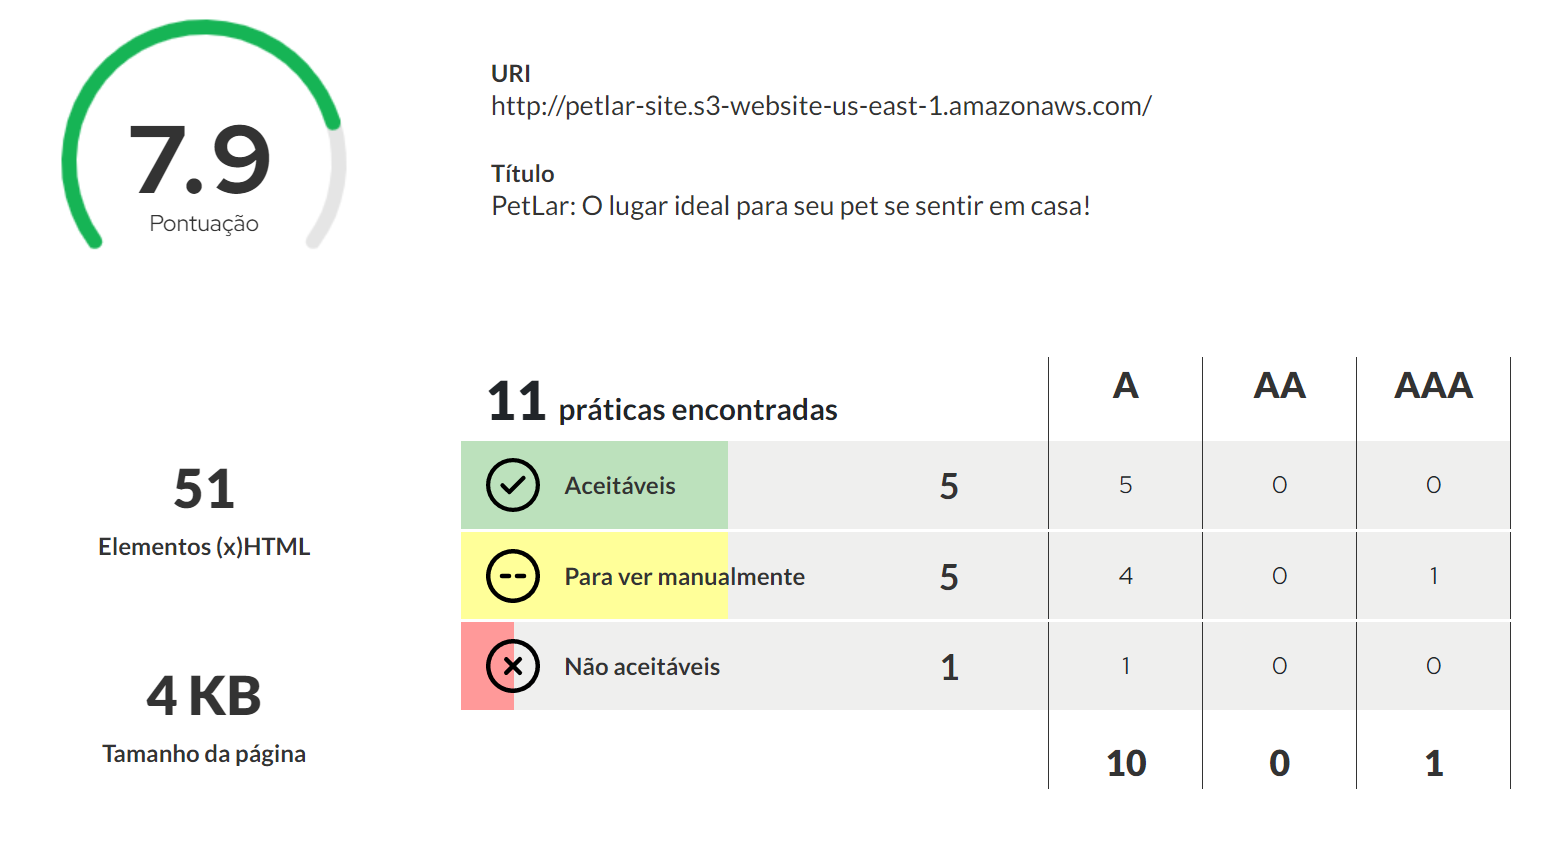 7.9
Pontuação
URI
http://petlar-site.s3-website-us-east-1.amazonaws.com/
Título
PetLar: O lugar ideal para seu pet se sentir em casa!
51
Elementos (x)HTML
4 KB
Tamanho da página
11 práticas encontradas A AA AAA
Aceitáveis 5 5 0 0
Para ver manualmente 5 4 0 1
Não aceitáveis 1 1 0 0
10 0 1